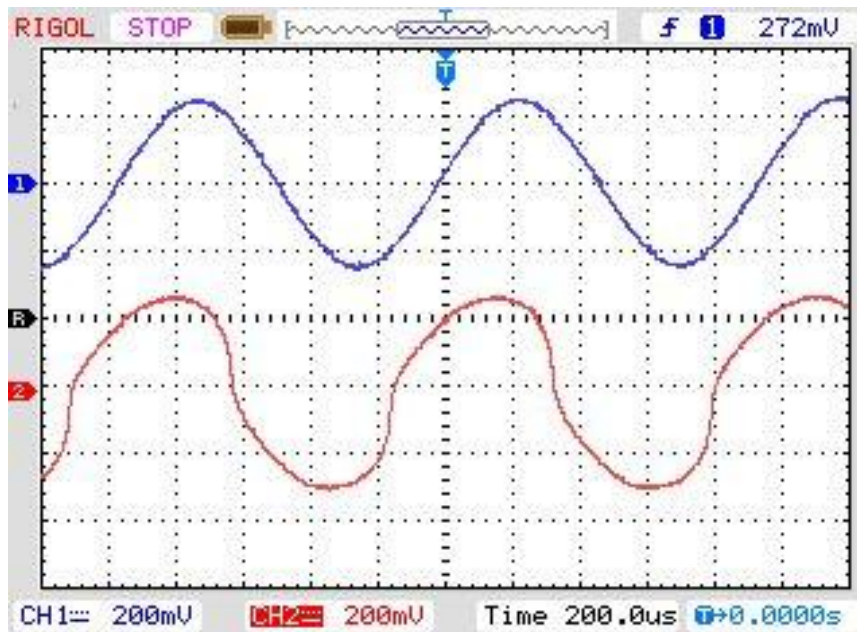 RIGOL STOP T 1 272mV
T
1
R
2
CH1 200mV CH2 200mV Time 200.0us T→0.0000s